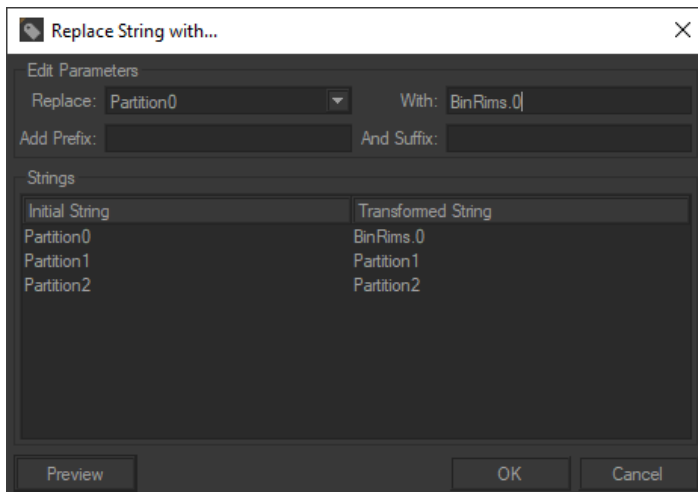 Replace String with...
Edit Parameters
Replace: Partition0 With: BinRims.0
Add Prefix: And Suffix:
Strings
Initial String Transformed String
Partition0 BinRims.0
Partition1 Partition1
Partition2 Partition2
Preview OK Cancel